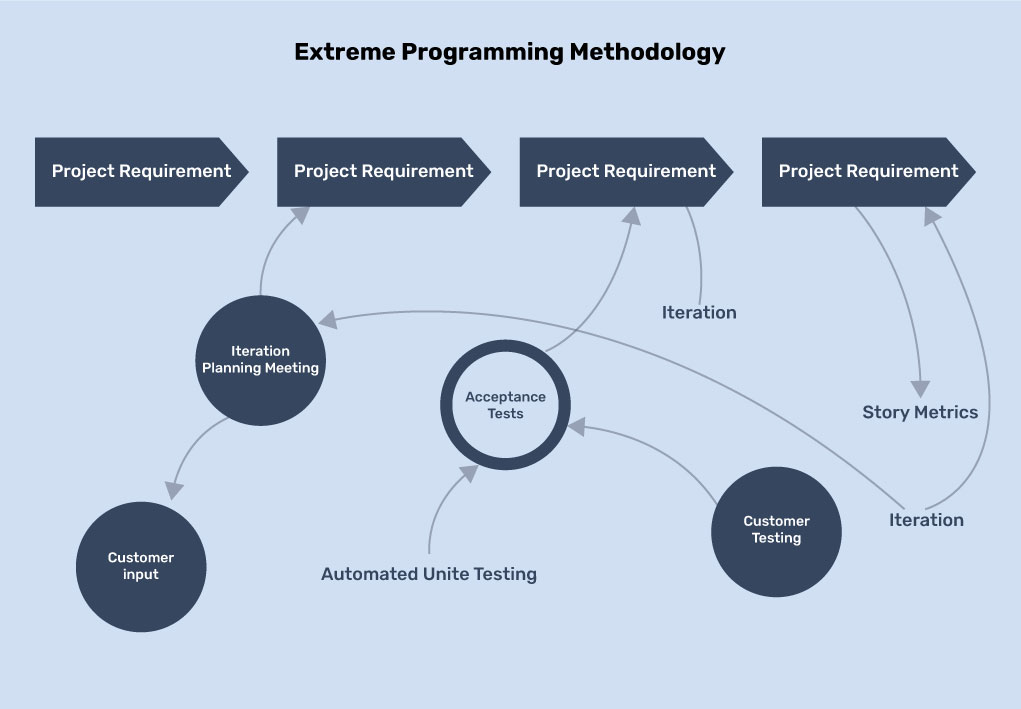 Extreme Programming Methodology
Project Requirement
Project Requirement
Project Requirement
Project Requirement
Iteration
Iteration
Planning Meeting
Acceptance
Tests
Story Metrics
Customer
Testing
Iteration
Customer
input
Automated Unite Testing